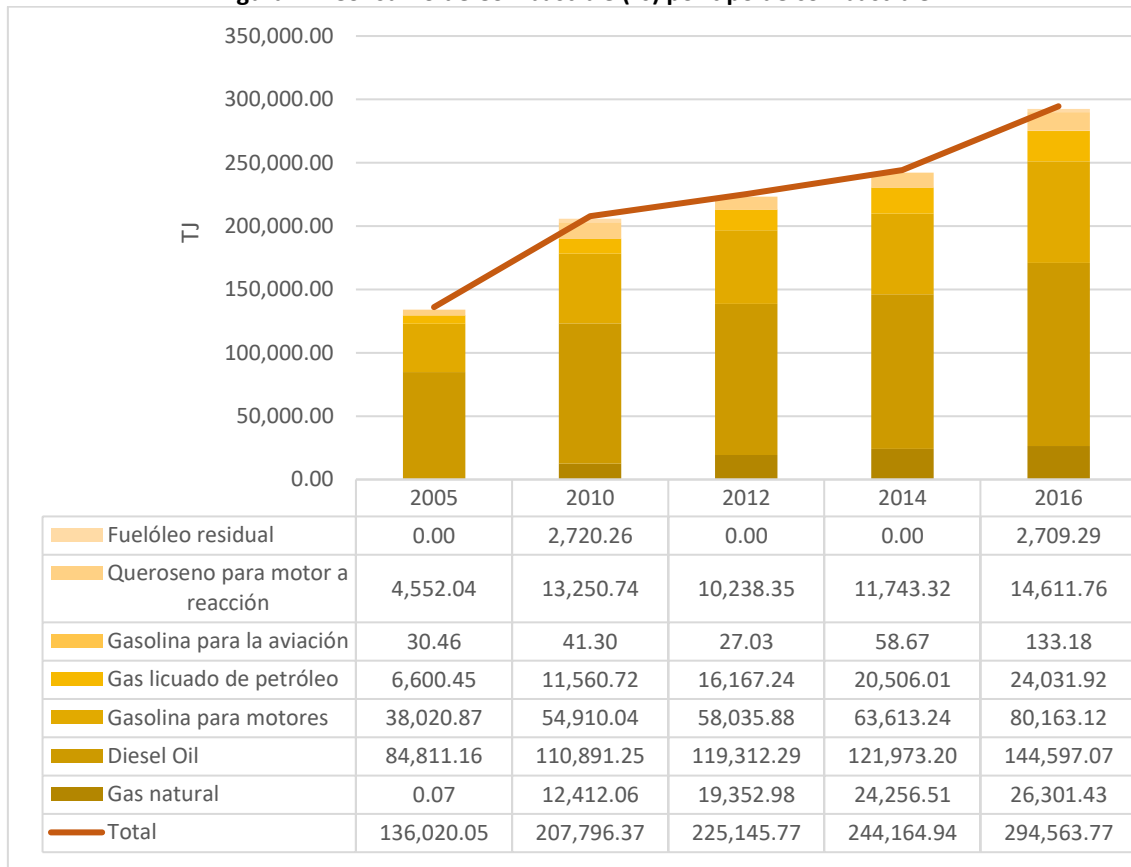 350,000.00
300,000.00
250,000.00
200,000.00
150,000.00
100,000.00
50,000.00
0.00
TJ
2005 2010 2012 2014 2016
Fuelóleo residual 0.00 2,720.26 0.00 0.00 2,709.29
Queroseno para motor a
reacción 4,552.04 13,250.74 10,238.35 11,743.32 14,611.76
Gasolina para la aviación 30.46 41.30 27.03 58.67 133.18
Gas licuado de petróleo 6,600.45 11,560.72 16,167.24 20,506.01 24,031.92
Gasolina para motores 38,020.87 54,910.04 58,035.88 63,613.24 80,163.12
Diesel Oil 84,811.16 110,891.25 119,312.29 121,973.20 144,597.07
Gas natural 0.07 12,412.06 19,352.98 24,256.51 26,301.43
Total 136,020.05 207,796.37 225,145.77 244,164.94 294,563.77